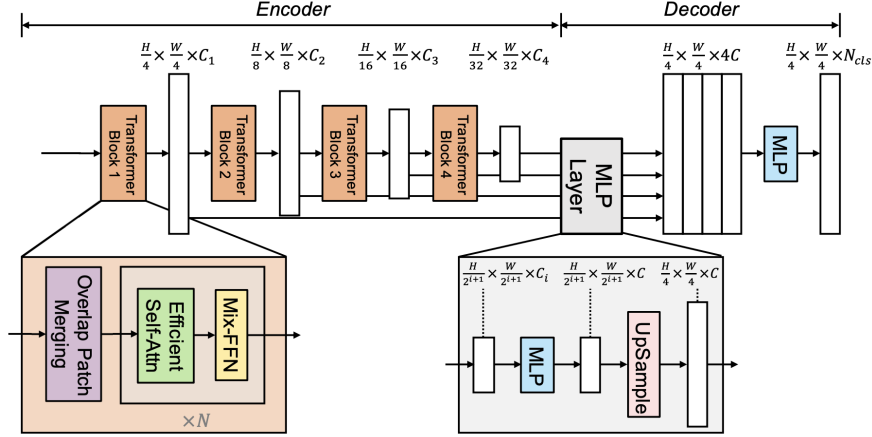 Encoder
Decoder
H/4 × W/4 ×C₁
H/8 × W/8 ×C₂
H/16 × W/16 ×C₃
H/32 × W/32 ×C₄
H/4 × W/4 ×4C
H/4 × W/4 ×N_cls
Transformer
Block 1
Transformer
Block 2
Transformer
Block 3
Transformer
Block 4
MLP
Layer
MLP
Overlap Patch
Merging
Efficient
Self-Attn
Mix-FFN
×N
H/2^{i+1} × W/2^{i+1} ×Cᵢ
H/2^{i+1} × W/2^{i+1} ×C
H/4 × W/4 ×C
MLP
UpSample